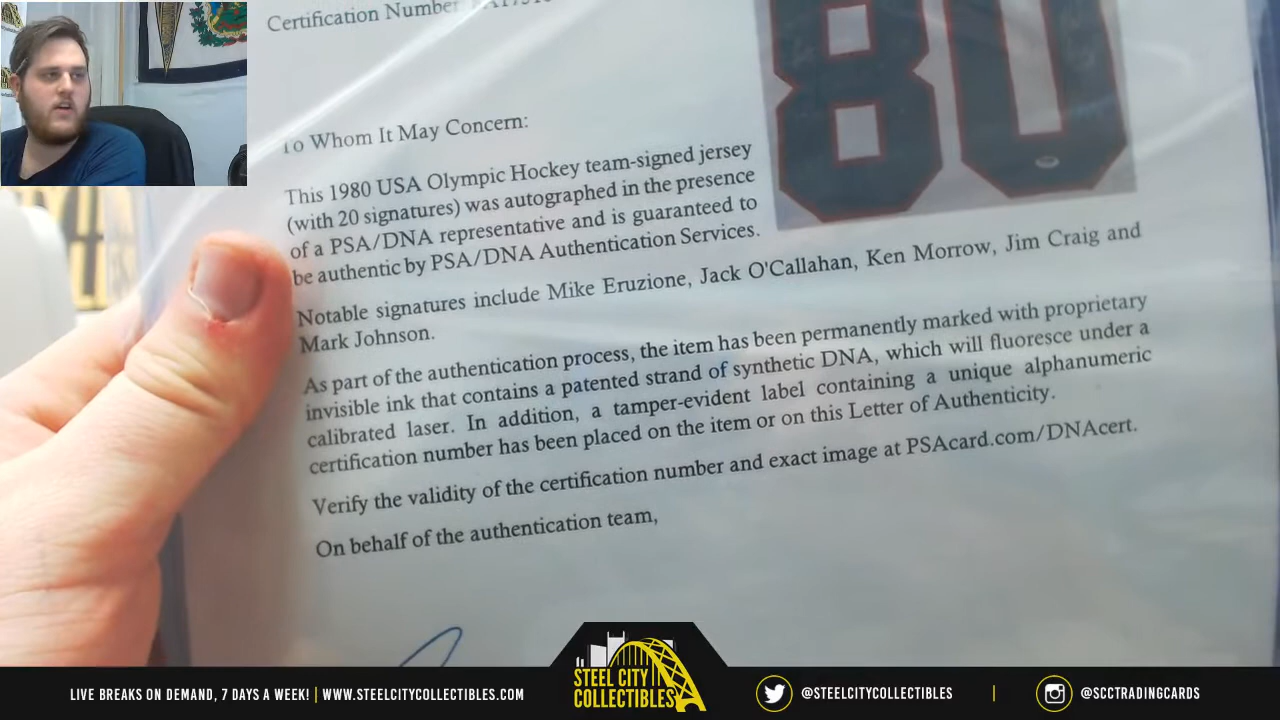 Certification Number
To Whom It May Concern:
80
This 1980 USA Olympic Hockey team-signed jersey
(with 20 signatures) was autographed in the presence
of a PSA/DNA representative and is guaranteed to
be authentic by PSA/DNA Authentication Services.
Notable signatures include Mike Eruzione, Jack O'Callahan, Ken Morrow, Jim Craig and
Mark Johnson.
As part of the authentication process, the item has been permanently marked with proprietary
invisible ink that contains a patented strand of synthetic DNA, which will fluoresce under a
calibrated laser. In addition, a tamper-evident label containing a unique alphanumeric
certification number has been placed on the item or on this Letter of Authenticity.
Verify the validity of the certification number and exact image at PSAcard.com/DNAcert.
On behalf of the authentication team,
LIVE BREAKS ON DEMAND, 7 DAYS A WEEK! | WWW.STEELCITYCOLLECTIBLES.COM
STEEL CITY
COLLECTIBLES
@STEELCITYCOLLECTIBLES | @SCCTRADINGCARDS